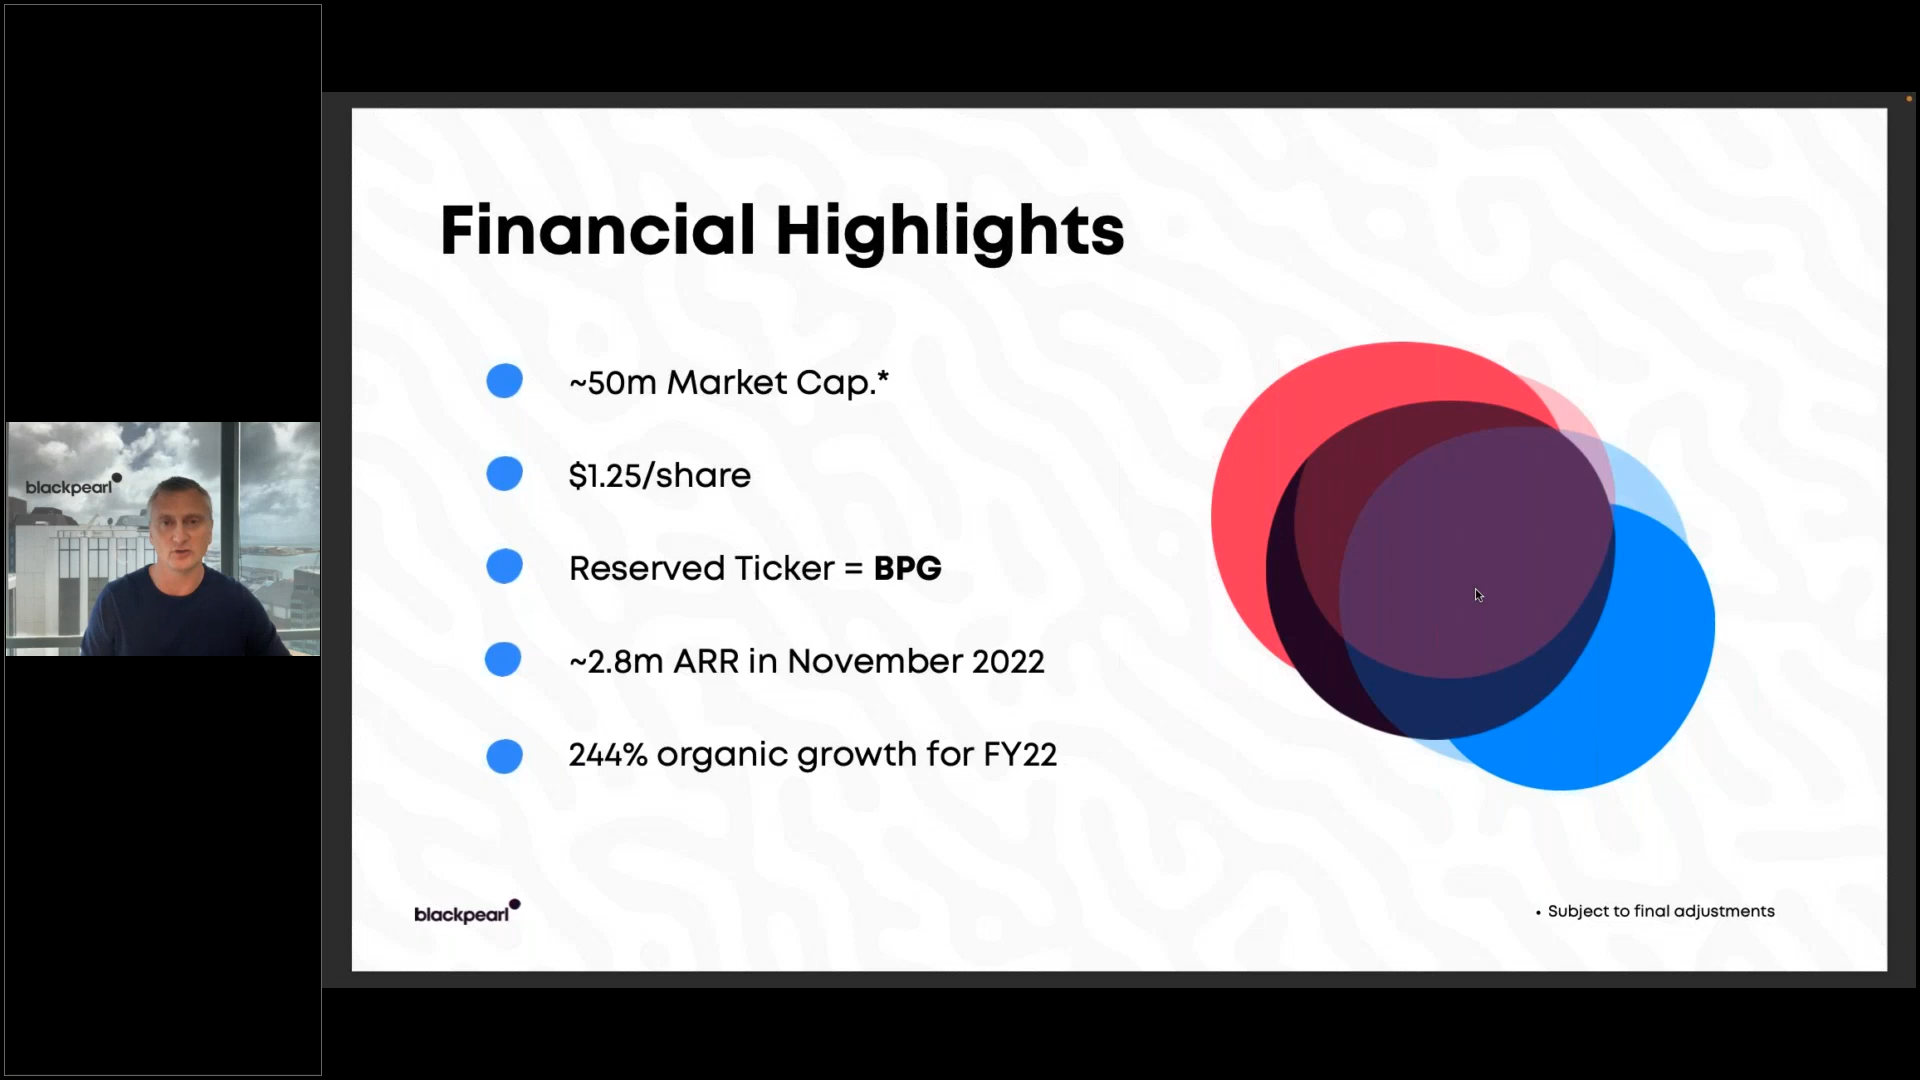 blackpearl
Financial Highlights
~50m Market Cap.*
$1.25/share
Reserved Ticker = BPG
~2.8m ARR in November 2022
244% organic growth for FY22
blackpearl
• Subject to final adjustments